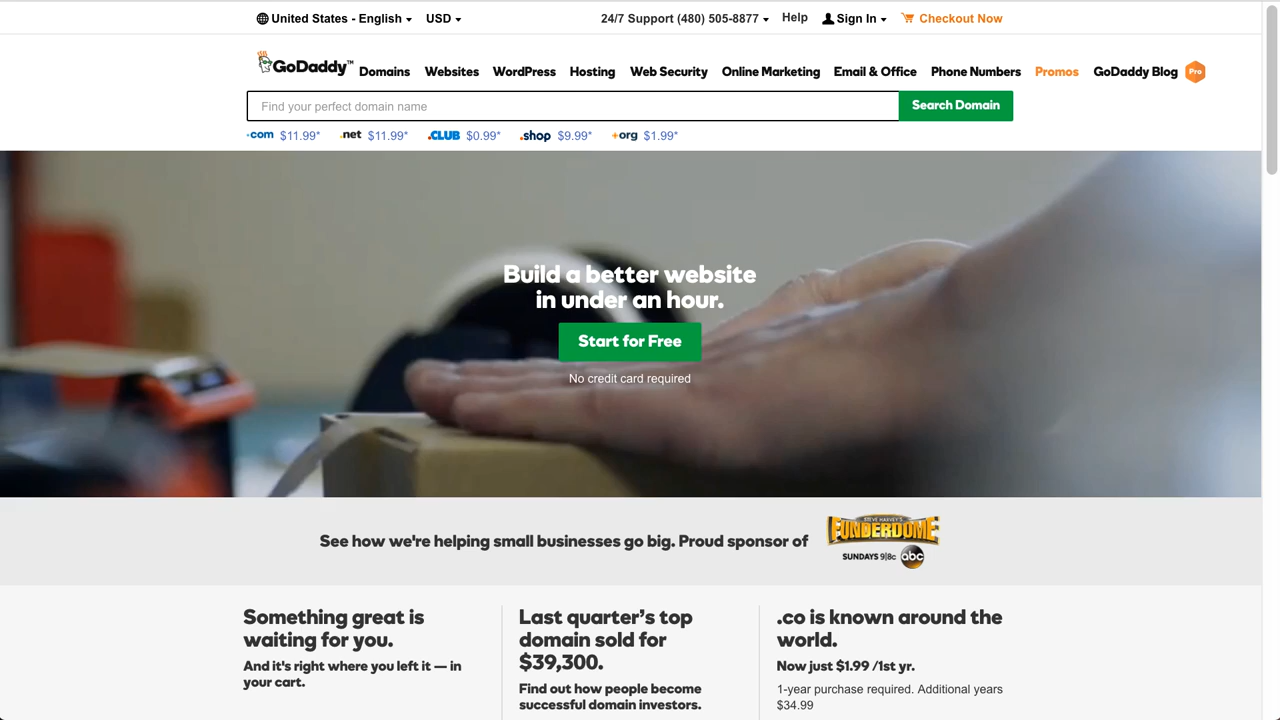 United States - English USD 24/7 Support (480) 505-8877 Help Sign In Checkout Now
GoDaddy™ Domains Websites WordPress Hosting Web Security Online Marketing Email & Office Phone Numbers Promos GoDaddy Blog Pro
Find your perfect domain name Search Domain
.com $11.99* .net $11.99* .CLUB $0.99* .shop $9.99* .org $1.99*
Build a better website
in under an hour.
Start for Free
No credit card required
See how we're helping small businesses go big. Proud sponsor of
STEVE HARVEY'S
FUNDERDOME
SUNDAYS 9|8c abc
Something great is
waiting for you.
And it's right where you left it — in
your cart.
Last quarter’s top
domain sold for
$39,300.
Find out how people become
successful domain investors.
.co is known around the
world.
Now just $1.99 /1st yr.
1-year purchase required. Additional years
$34.99